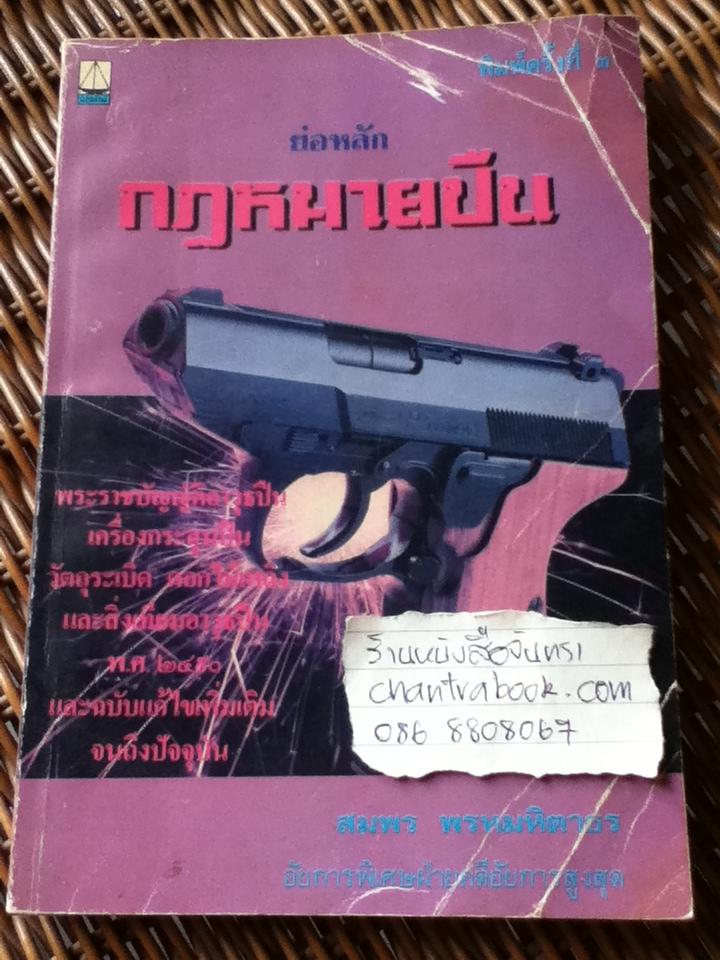 พิมพ์ครั้งที่ ๓
ย่อหลัก
กฎหมายปืน
พระราชบัญญัติอาวุธปืน
เครื่องกระสุนปืน
วัตถุระเบิด ดอกไม้เพลิง
และสิ่งเทียมอาวุธปืน
พ.ศ. ๒๔๙๐
และฉบับแก้ไขเพิ่มเติม
จนถึงปัจจุบัน
ร้านหนังสือจันทรา
chantrabook.com
086 8808067
สมพร พรหมหิตาธร
อัยการพิเศษฝ่ายคดีอัยการสูงสุด